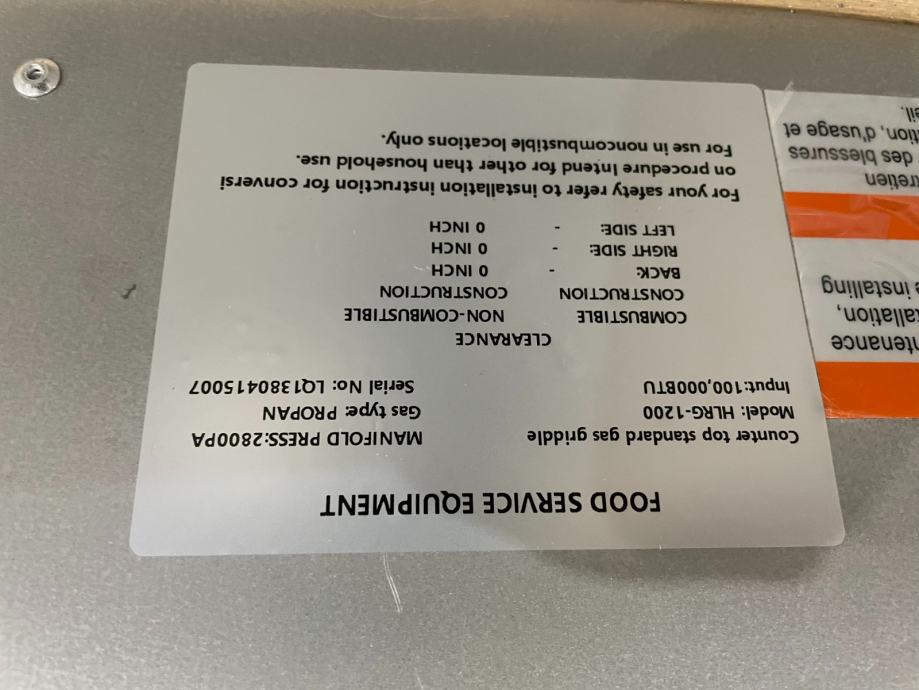 FOOD SERVICE EQUIPMENT
Counter top standard gas griddle MANIFOLD PRESS:2800PA
Model: HLRG-1200 Gas type: PROPAN
Input:100,000BTU Serial No: LQ1380415007
CLEARANCE
COMBUSTIBLE NON-COMBUSTIBLE
CONSTRUCTION CONSTRUCTION
BACK: - 0 INCH
RIGHT SIDE: - 0 INCH
LEFT SIDE: - 0 INCH
For your safety refer to installation instruction for conversi
on procedure Intend for other than household use.
For use in noncombustible locations only.
ntenance
tallation,
e installing
tretien
des blessures
tion, d'usage et
eil.